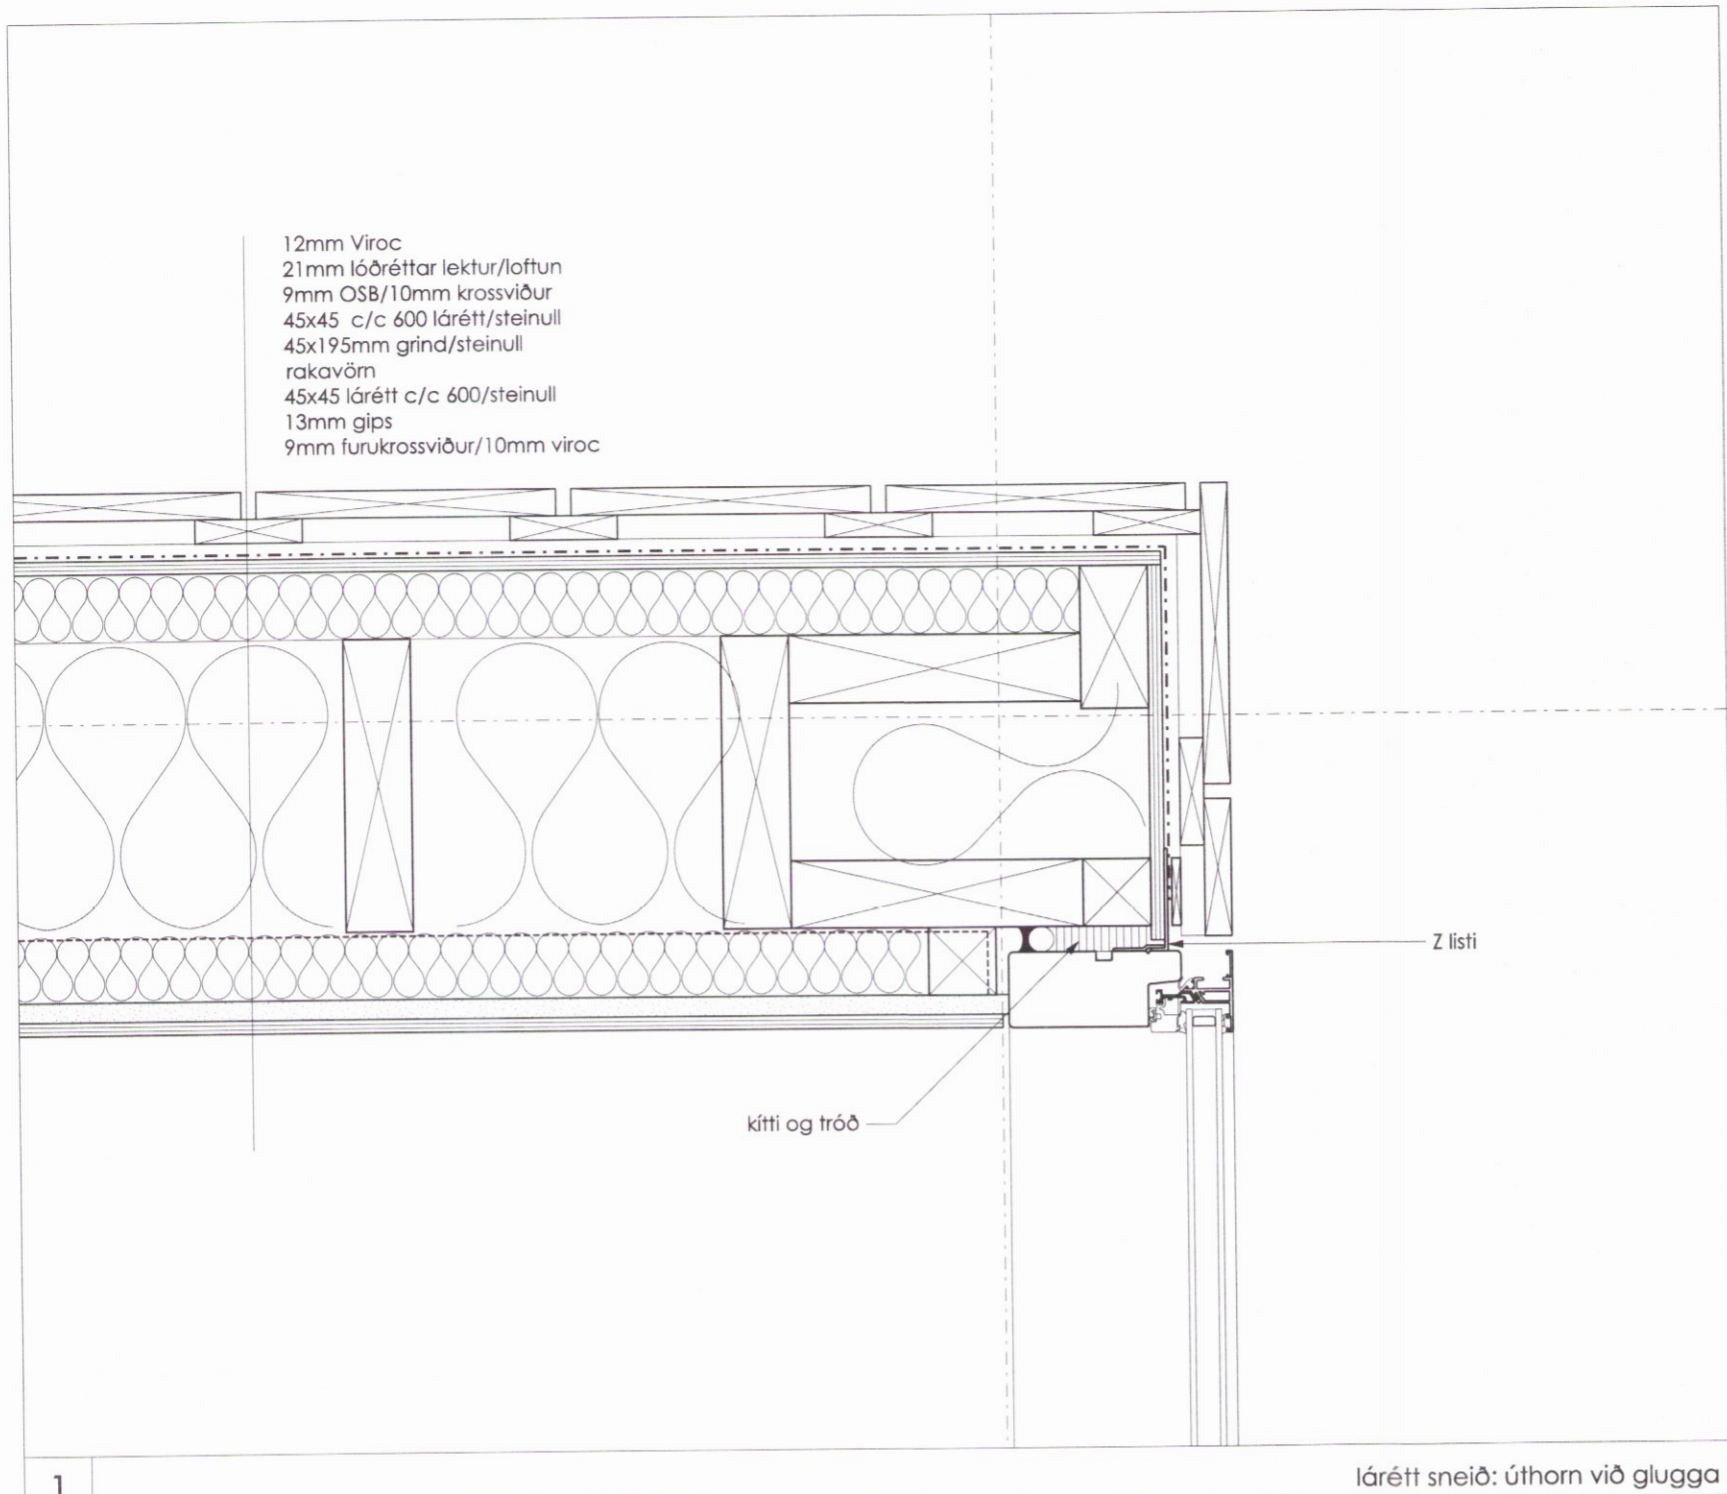 12mm Viroc
21mm lóðréttar lektur/loftun
9mm OSB/10mm krossviður
45x45 c/c 600 lárétt/steinull
45x195mm grind/steinull
rakavörn
45x45 lárétt c/c 600/steinull
13mm gips
9mm furukrossviður/10mm viroc
Z listi
kítti og tróð
1
lárétt sneið: úthorn við glugga